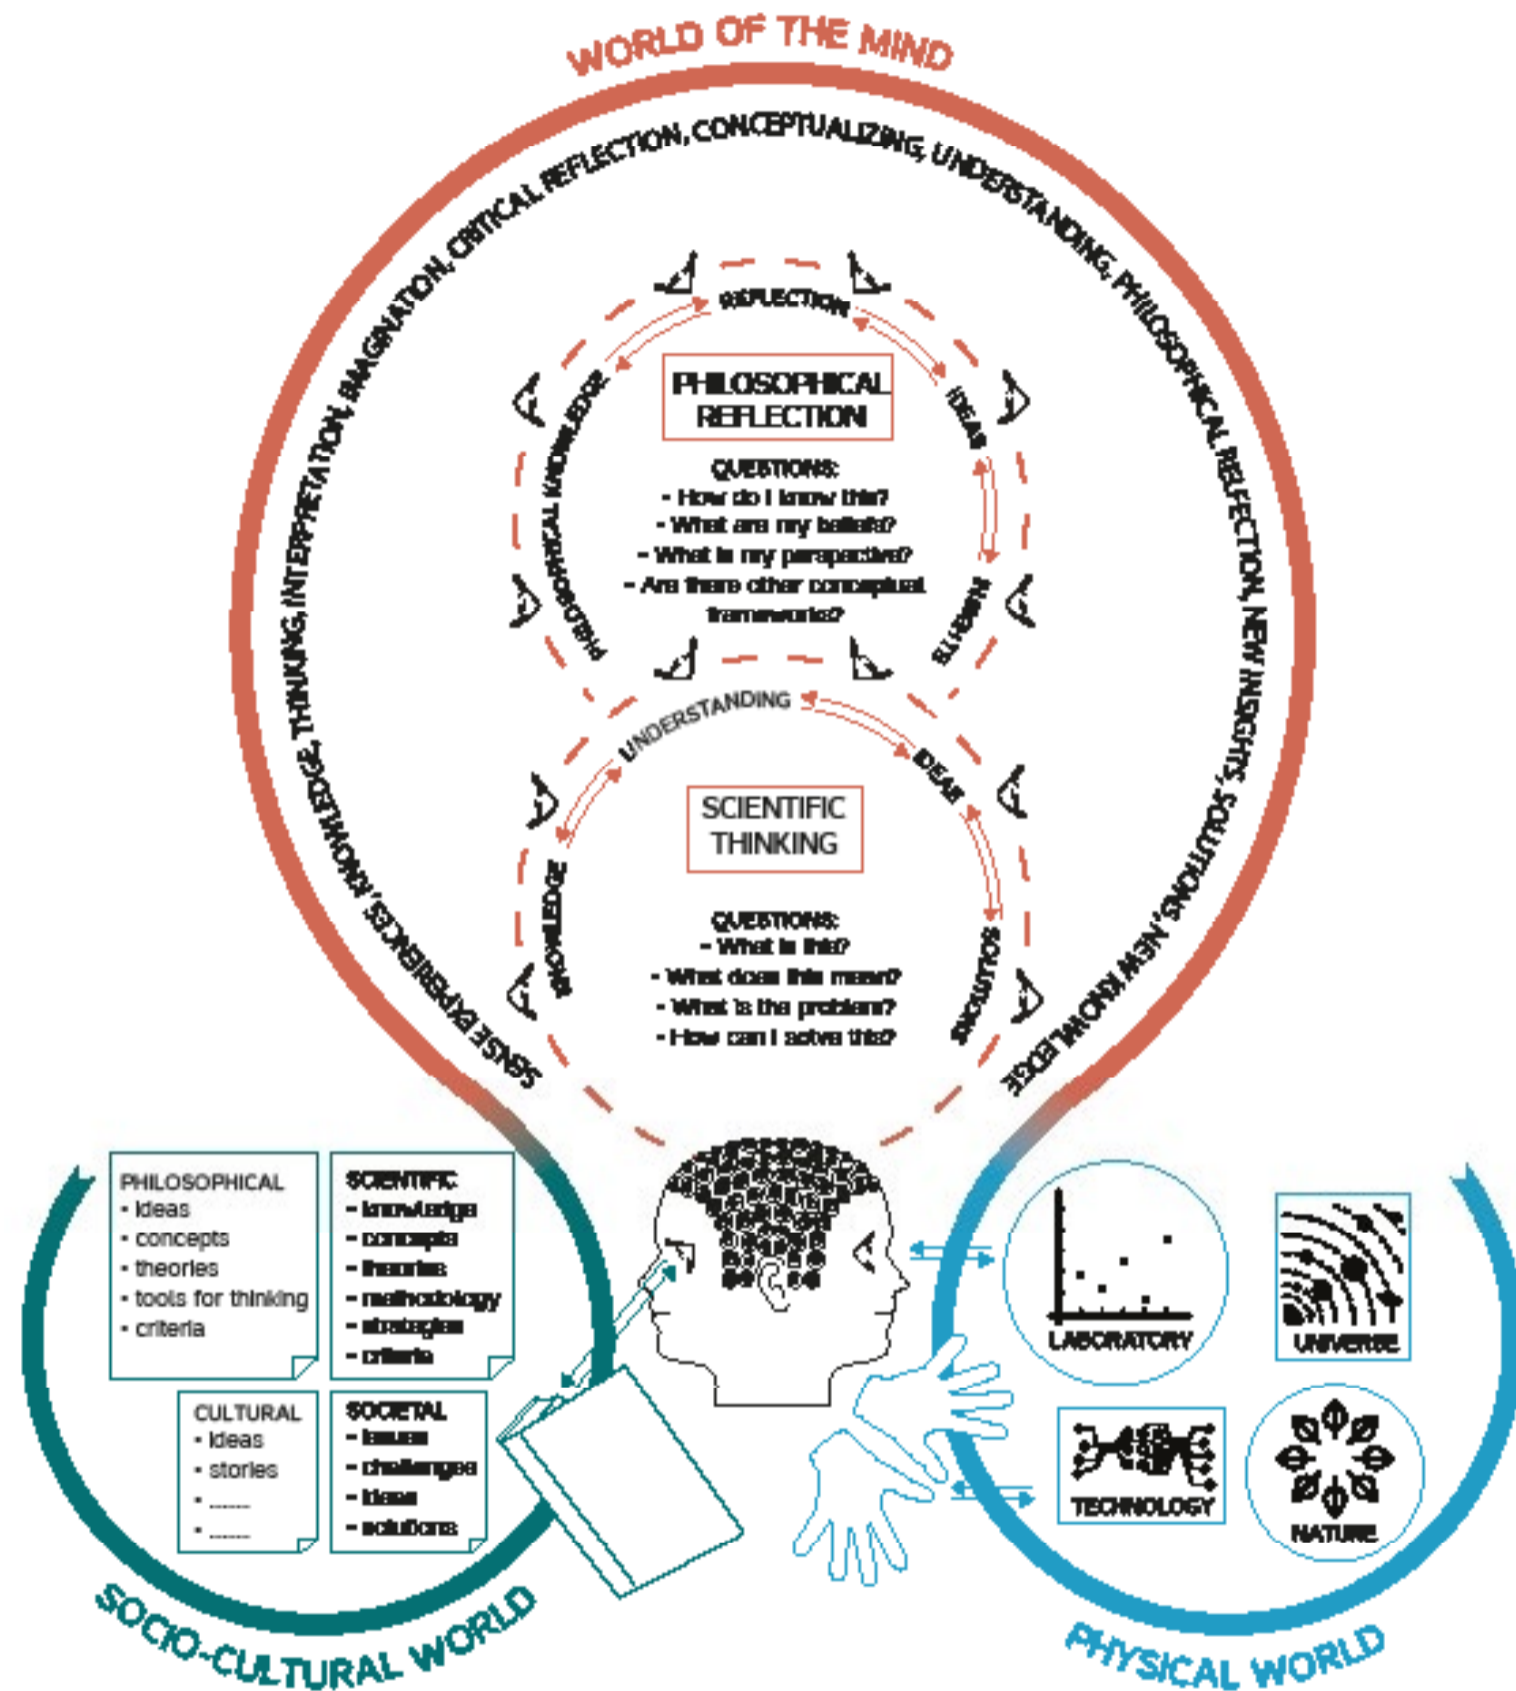 WORLD OF THE MIND
SENSE EXPERIENCES, KNOWLEDGE, THINKING, INTERPRETATION, IMAGINATION, CRITICAL REFLECTION, CONCEPTUALIZING, UNDERSTANDING, PHILOSOPHICAL RELFECTION, NEW INSIGHTS, SOLUTIONS, NEW KNOWLEDGE
PHILOSOPHICAL KNOWLEDGE
REFLECTION
IDEAS
INSIGHTS
PHILOSOPHICAL
REFLECTION
QUESTIONS:
- How do I know this?
- What are my beliefs?
- What is my perspective?
- Are there other conceptual
frameworks?
KNOWLEDGE
UNDERSTANDING
IDEAS
SOLUTIONS
SCIENTIFIC
THINKING
QUESTIONS:
- What is this?
- What does this mean?
- What is the problem?
- How can I solve this?
PHILOSOPHICAL
• ideas
• concepts
• theories
• tools for thinking
• criteria
SCIENTIFIC
- knowledge
- concepts
- theories
- methodology
- strategies
- criteria
CULTURAL
• ideas
• stories
• ......
• ......
SOCIETAL
- issues
- challenges
- ideas
- solutions
SOCIO-CULTURAL WORLD
LABORATORY
UNIVERSE
TECHNOLOGY
NATURE
PHYSICAL WORLD